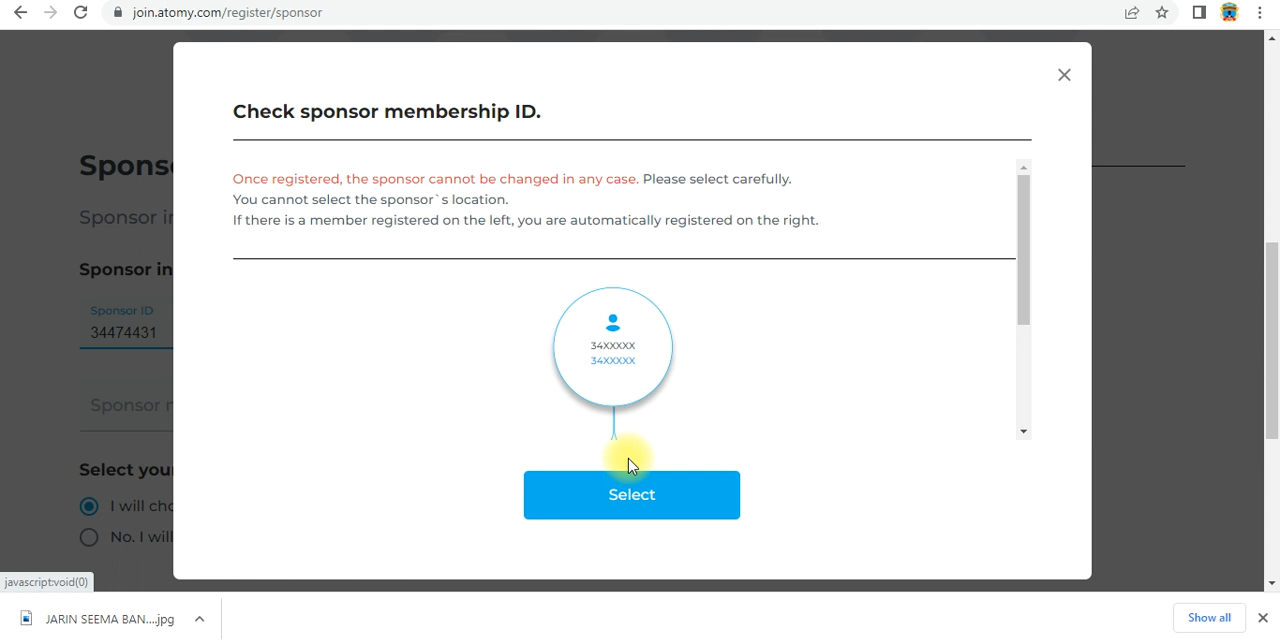 join.atomy.com/register/sponsor
Check sponsor membership ID.
Once registered, the sponsor cannot be changed in any case. Please select carefully.
You cannot select the sponsor`s location.
If there is a member registered on the left, you are automatically registered on the right.
Spons
Sponsor i
Sponsor in
Sponsor ID
34474431
34XXXXX
34XXXXX
Sponsor
Select your
I will cho
No. I will
Select
javascript:void(0)
JARIN SEEMA BAN....jpg
Show all